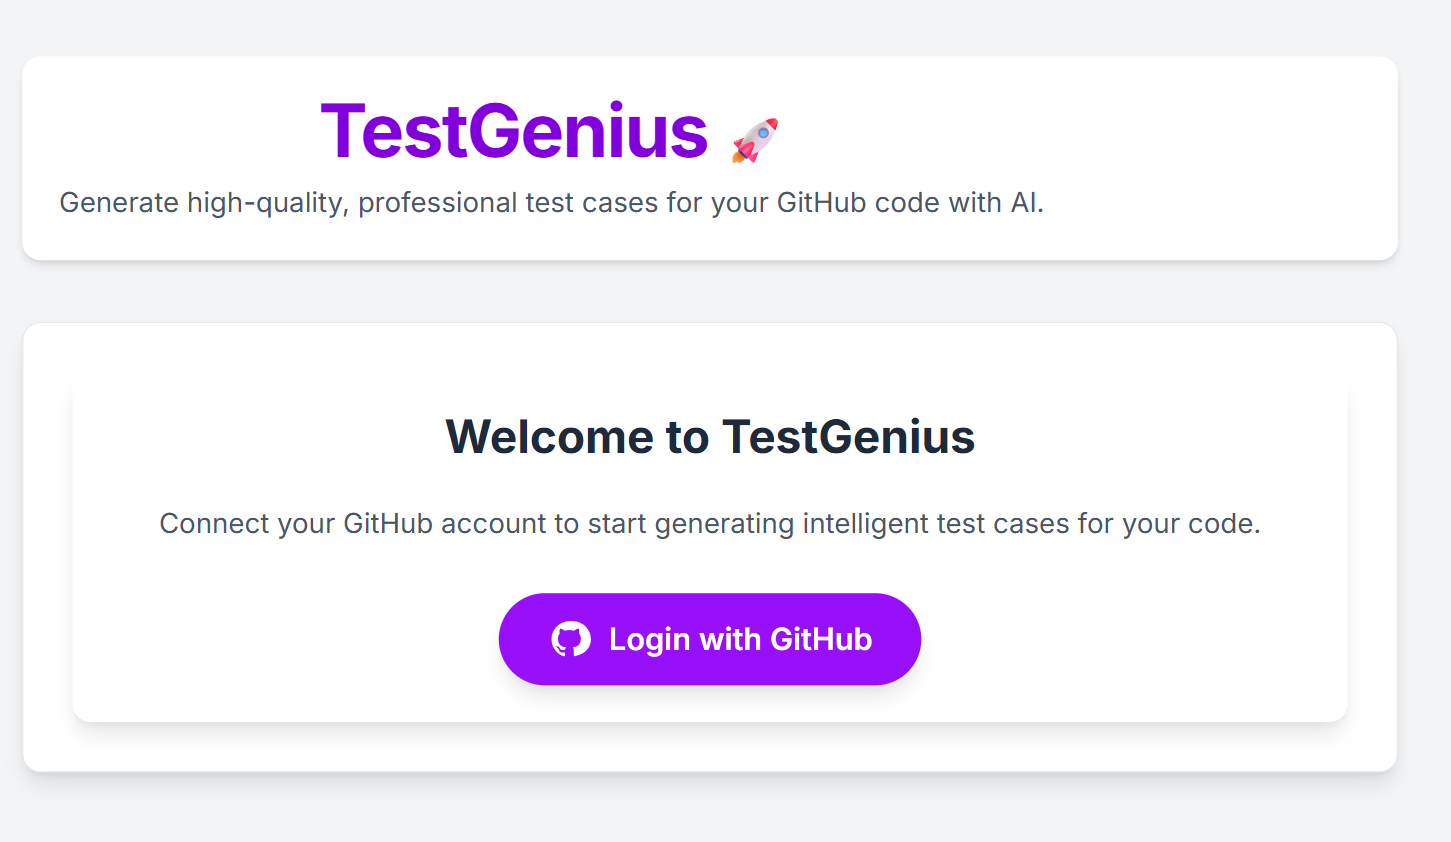 TestGenius 🚀
Generate high-quality, professional test cases for your GitHub code with AI.
Welcome to TestGenius
Connect your GitHub account to start generating intelligent test cases for your code.
Login with GitHub